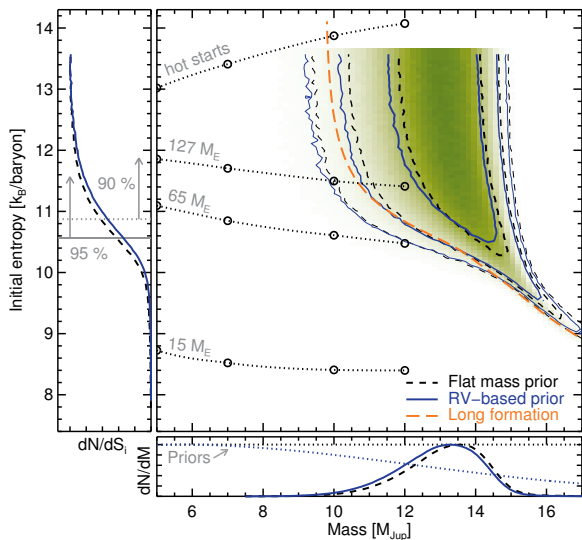 14
13
12
11
10
9
8
Initial entropy [k_B/baryon]
hot starts
127 M_E
65 M_E
15 M_E
90 %
95 %
Flat mass prior
RV−based prior
Long formation
dN/dS_i
dN/dM
Priors
6
8
10
12
14
16
Mass [M_Jup]